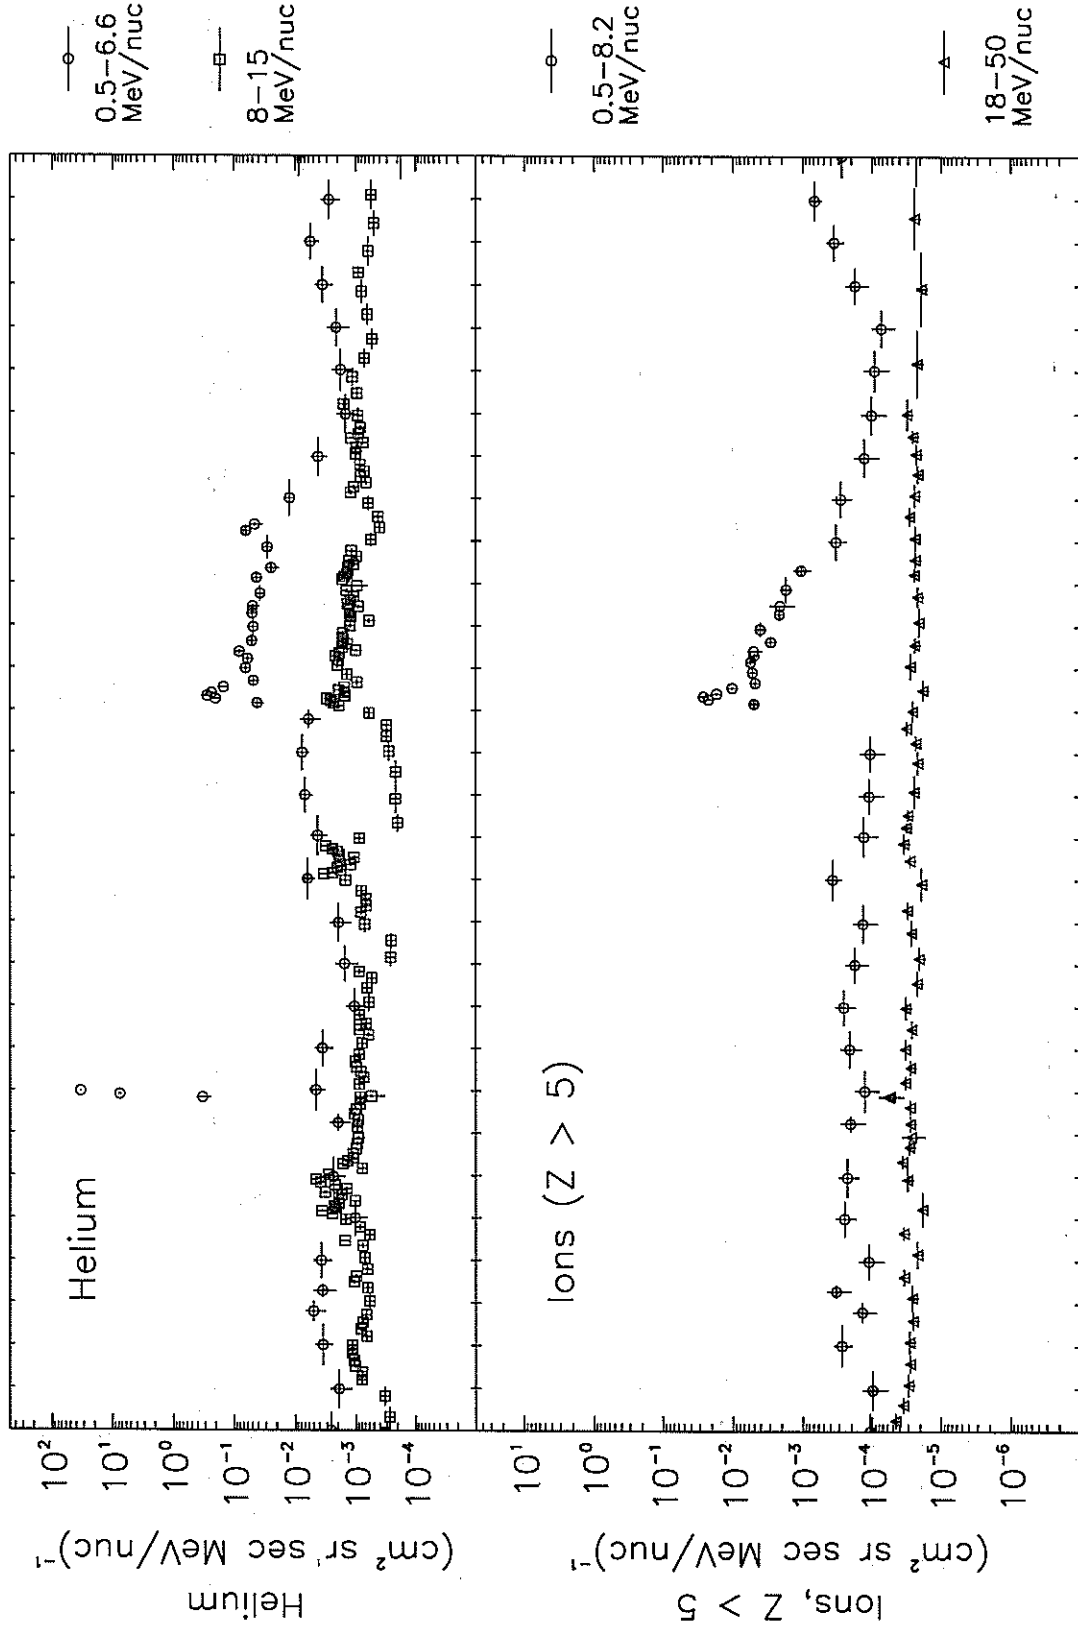 Helium
(cm² sr sec MeV/nuc)⁻¹
10²
10¹
10⁰
10⁻¹
10⁻²
10⁻³
10⁻⁴
Helium
0.5–6.6
MeV/nuc
8–15
MeV/nuc
Ions, Z > 5
(cm² sr sec MeV/nuc)⁻¹
10¹
10⁰
10⁻¹
10⁻²
10⁻³
10⁻⁴
10⁻⁵
10⁻⁶
Ions (Z > 5)
0.5–8.2
MeV/nuc
18–50
MeV/nuc